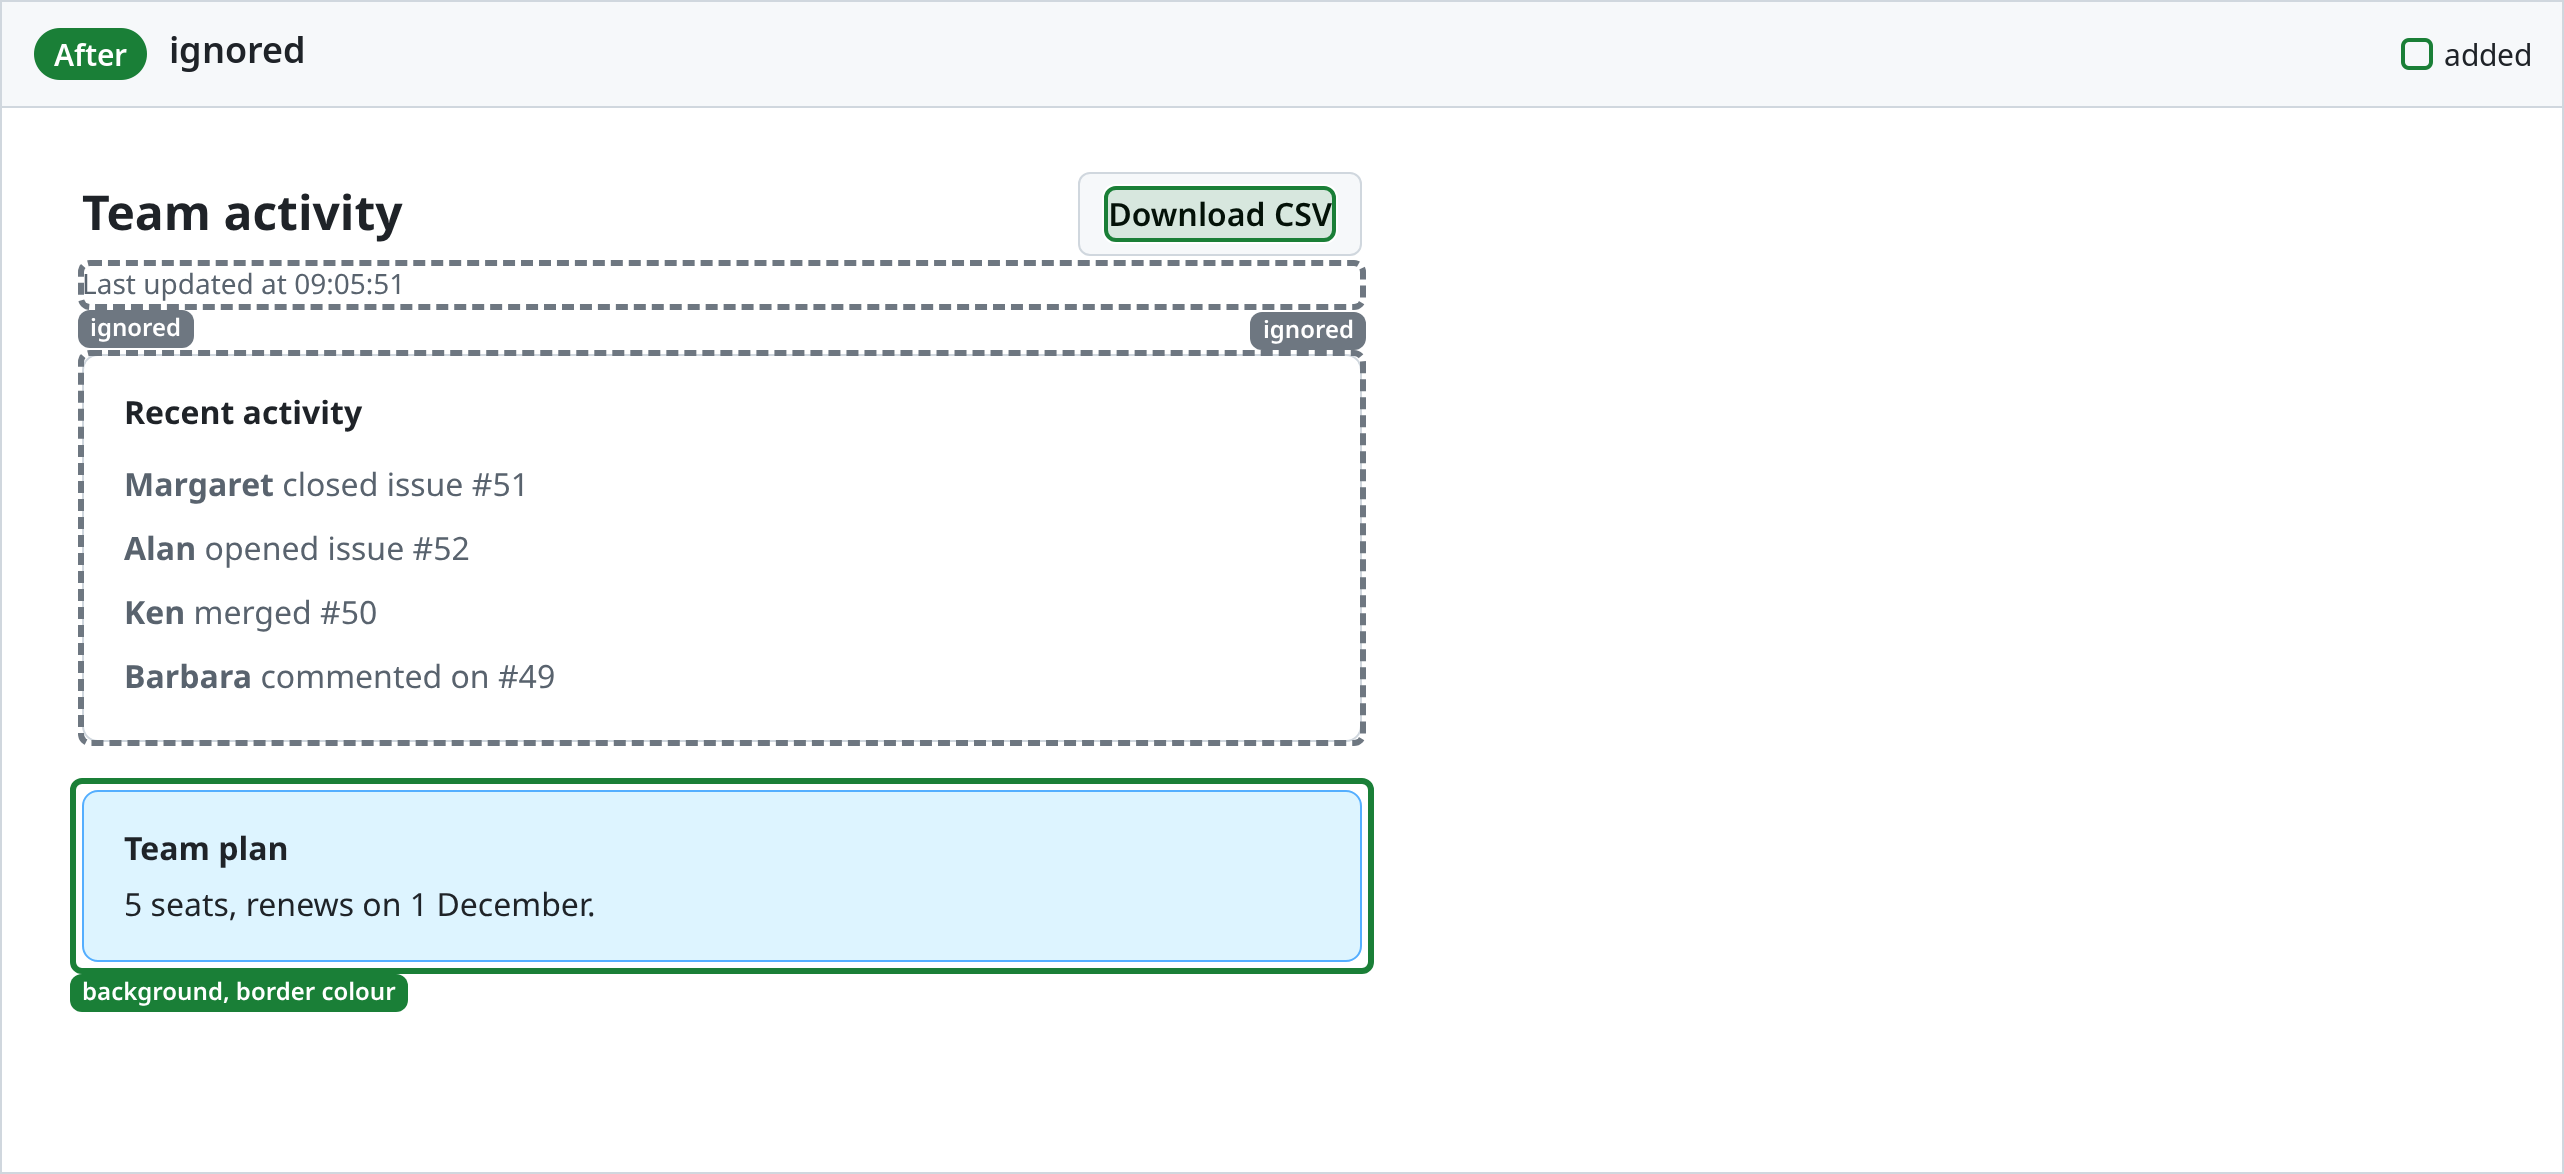 After ignored
added
Team activity
Download CSV
Last updated at 09:05:51
ignored
ignored
Recent activity
Margaret closed issue #51
Alan opened issue #52
Ken merged #50
Barbara commented on #49
Team plan
5 seats, renews on 1 December.
background, border colour